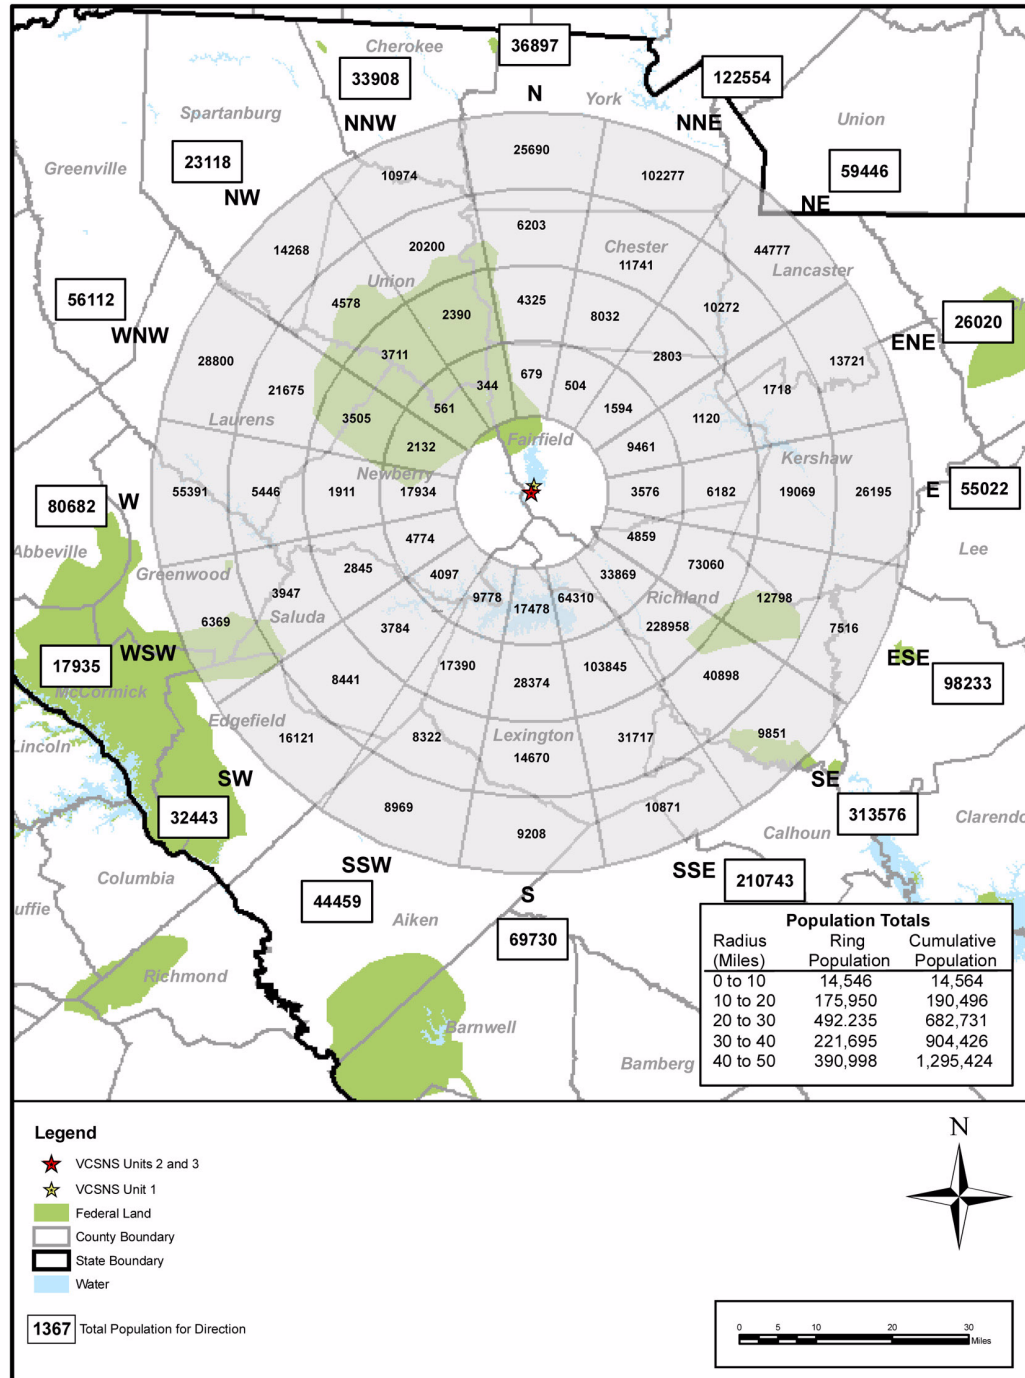 Cherokee
36897
33908
122554
N
York
Spartanburg
NNW
NNE
Union
Greenville
23118
25690
59446
10974
102277
NW
NE
6203
14268
20200
Chester
44777
11741
Lancaster
Union
56112
4578
2390
4325
8032
10272
26020
WNW
ENE
28800
3711
2803
13721
679
21675
344
504
1718
561
1594
Laurens
3505
1120
2132
Fairfield
9461
Kershaw
Newberry
W
55391
5446
1911
17934
3576
6182
19069
26195
E
55022
80682
4774
4859
Abbeville
Lee
2845
73060
Greenwood
4097
33869
3947
9778
17478
64310
Richland
12798
Saluda
6369
3784
228958
7516
WSW
ESE
17935
17390
103845
8441
28374
40898
98233
McCormick
Edgefield
Lincoln
16121
8322
Lexington
31717
9851
14670
SW
SE
8969
10871
32443
9208
313576
Calhoun
Clarendo
SSW
SSE
Columbia
S
210743
uffie
44459
Aiken
69730
Richmond
Barnwell
Bamberg
Population Totals
Radius (Miles) Ring Population Cumulative Population
0 to 10 14,546 14,564
10 to 20 175,950 190,496
20 to 30 492.235 682,731
30 to 40 221,695 904,426
40 to 50 390,998 1,295,424
Legend
VCSNS Units 2 and 3
VCSNS Unit 1
Federal Land
County Boundary
State Boundary
Water
1367 Total Population for Direction
N
0 5 10 20 30
Miles